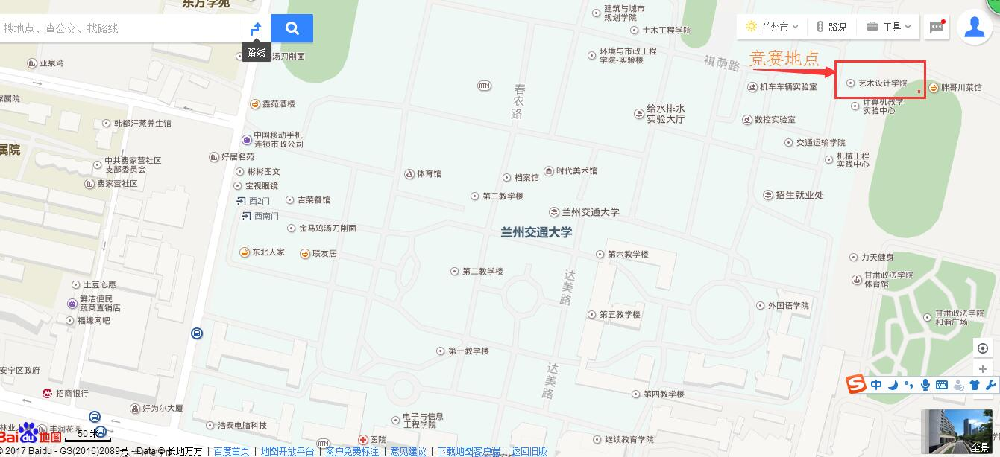 东方学苑
建筑与城市
规划学院
搜地点、查公交、找路线
土木工程学院
兰州市
路况
工具
路线
汤刀削面
环境与市政工程
学院-实验楼
祺荫路
竞赛地点
亚泉湾
艺术设计学院
ATM
春农路
机车车辆实验室
胖哥川菜馆
家属院
鑫苑酒楼
给水排水
实验大厅
计算机教学
实验中心
韩都汗蒸养生馆
数控实验室
中国移动手机
连锁市政公司
交通运输学院
属院
好居名苑
中共费家营社区
支部委员会
机械工程
实践中心
彬彬图文
体育馆
档案馆
时代美术馆
费家营社区
宝视眼镜
西2门
吉荣餐馆
第三教学楼
招生就业处
西南门
兰州交通大学
金马鸡汤刀削面
兰州交通大学
东北人家
联友居
第六教学楼
力天健身
第二教学楼
达美路
甘肃政法学院
体育馆
土豆心愿
鲜洁便民
蔬菜直销店
外国语学院
福缘网吧
第五教学楼
甘肃政法学院
和谐广场
第一教学楼
安宁区政府
达美路
中
招商银行
第四教学楼
好为尔大厦
电子与信息
工程学院
林业大
丰润花园
浩泰电脑科技
Bai du 地图
50 米
ATM
医院
继续教育学院
全景
© 2017 Baidu - GS(2016)2089号 - Data © 长地万方 | 百度首页 | 地图开放平台 | 商户免费标注 | 意见建议 | 下载地图客户端 | 返回旧版